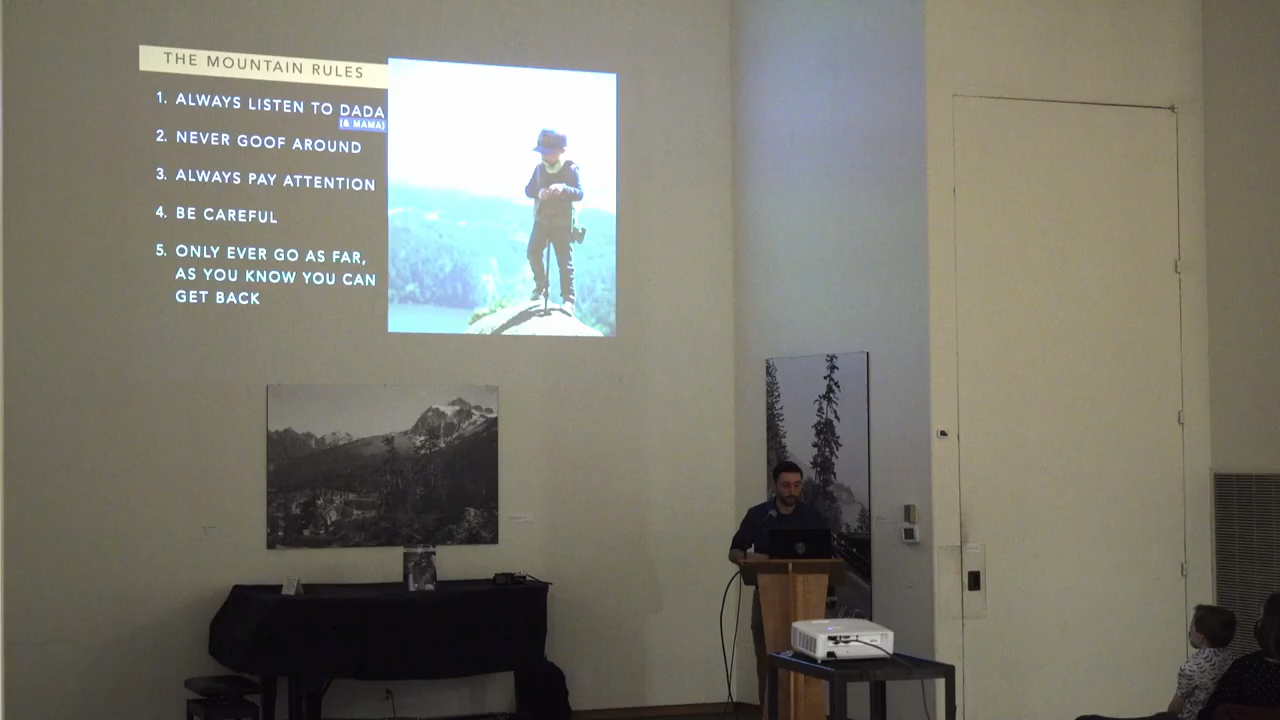 THE MOUNTAIN RULES
1. ALWAYS LISTEN TO DADA
(& MAMA)
2. NEVER GOOF AROUND
3. ALWAYS PAY ATTENTION
4. BE CAREFUL
5. ONLY EVER GO AS FAR,
AS YOU KNOW YOU CAN
GET BACK